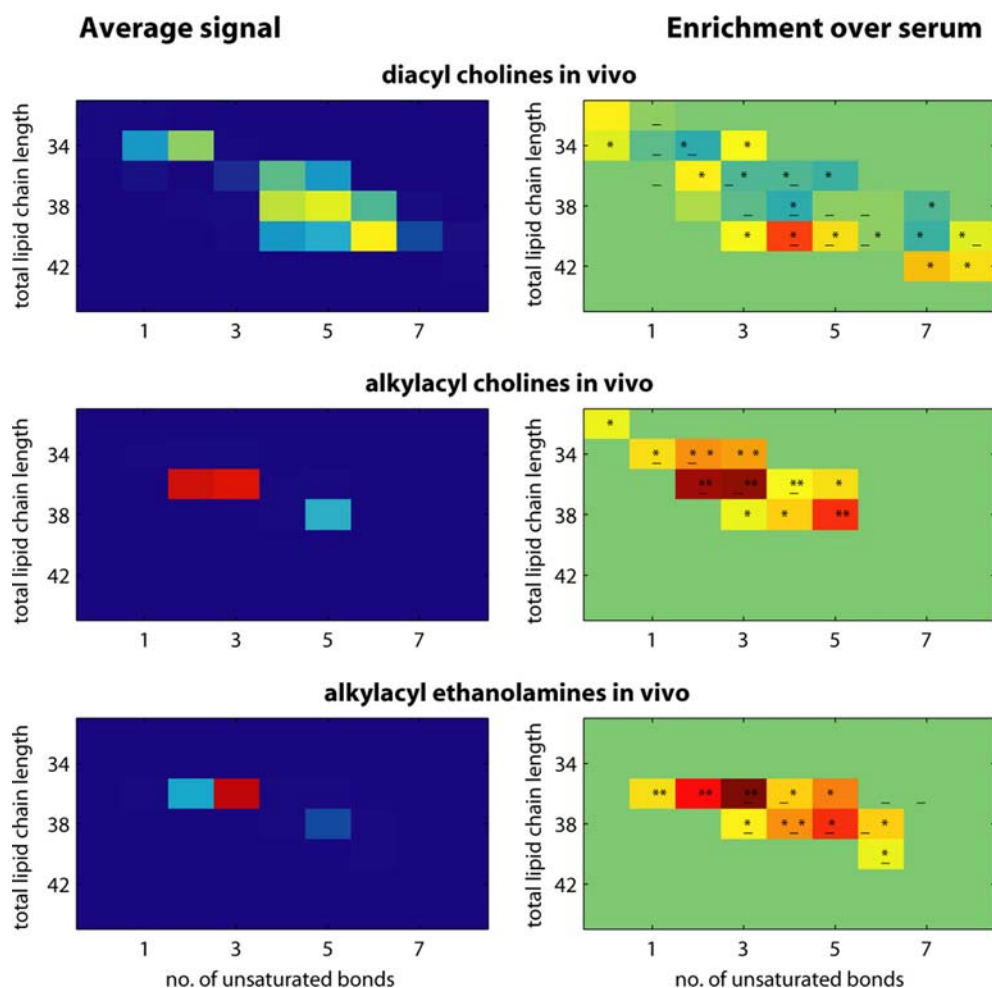 Average signal
Enrichment over serum
diacyl cholines in vivo
total lipid chain length
34
38
42
1 3 5 7
total lipid chain length
34
38
42
1 3 5 7
alkylacyl cholines in vivo
total lipid chain length
34
38
42
1 3 5 7
total lipid chain length
34
38
42
1 3 5 7
alkylacyl ethanolamines in vivo
total lipid chain length
34
38
42
1 3 5 7
no. of unsaturated bonds
total lipid chain length
34
38
42
1 3 5 7
no. of unsaturated bonds